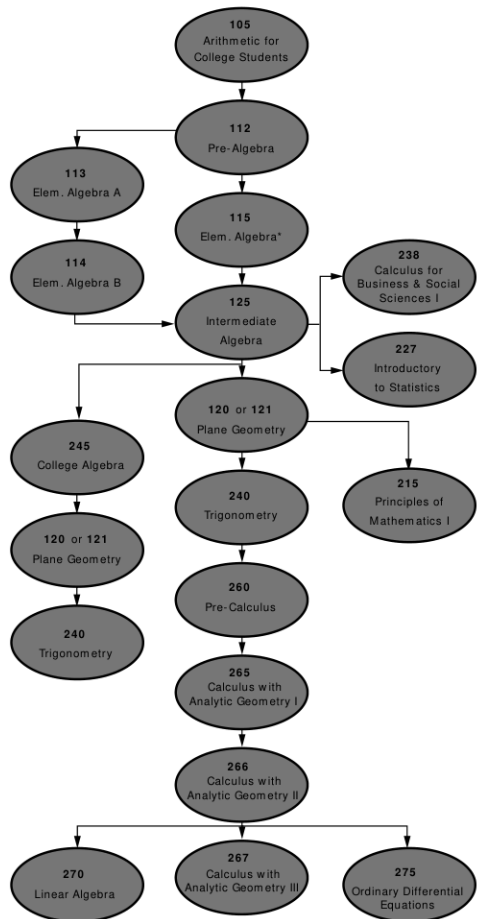 105
Arithmetic for
College Students
112
Pre-Algebra
113
Elem. Algebra A
115
Elem. Algebra*
114
Elem. Algebra B
238
Calculus for
Business & Social
Sciences I
125
Intermediate
Algebra
227
Introductory
to Statistics
120 or 121
Plane Geometry
245
College Algebra
215
Principles of
Mathematics I
240
Trigonometry
120 or 121
Plane Geometry
260
Pre-Calculus
240
Trigonometry
265
Calculus with
Analytic Geometry I
266
Calculus with
Analytic Geometry II
270
Linear Algebra
267
Calculus with
Analytic Geometry III
275
Ordinary Differential
Equations